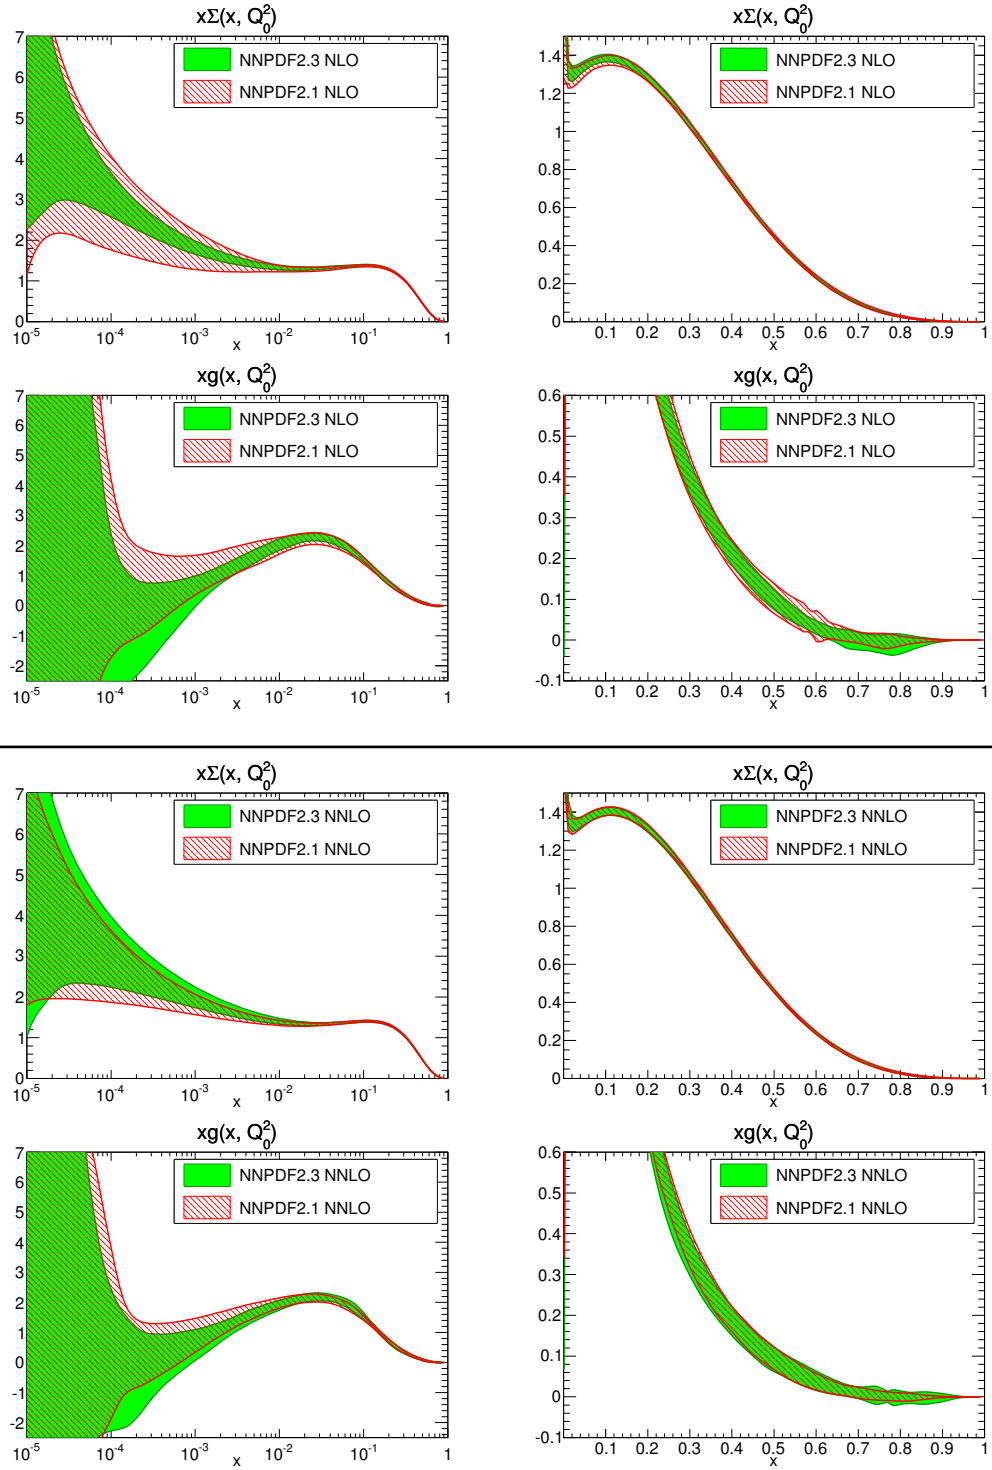 xΣ(x, Q₀²)
7
6
5
4
3
2
1
0
NNPDF2.3 NLO
NNPDF2.1 NLO
10⁻⁵ 10⁻⁴ 10⁻³ 10⁻² 10⁻¹ 1
x
xΣ(x, Q₀²)
1.4
1.2
1
0.8
0.6
0.4
0.2
0
NNPDF2.3 NLO
NNPDF2.1 NLO
0.1 0.2 0.3 0.4 0.5 0.6 0.7 0.8 0.9 1
x
xg(x, Q₀²)
7
6
5
4
3
2
1
0
-1
-2
NNPDF2.3 NLO
NNPDF2.1 NLO
10⁻⁵ 10⁻⁴ 10⁻³ 10⁻² 10⁻¹ 1
x
xg(x, Q₀²)
0.6
0.5
0.4
0.3
0.2
0.1
0
-0.1
NNPDF2.3 NLO
NNPDF2.1 NLO
0.1 0.2 0.3 0.4 0.5 0.6 0.7 0.8 0.9 1
x
xΣ(x, Q₀²)
7
6
5
4
3
2
1
0
NNPDF2.3 NNLO
NNPDF2.1 NNLO
10⁻⁵ 10⁻⁴ 10⁻³ 10⁻² 10⁻¹ 1
x
xΣ(x, Q₀²)
1.4
1.2
1
0.8
0.6
0.4
0.2
0
NNPDF2.3 NNLO
NNPDF2.1 NNLO
0.1 0.2 0.3 0.4 0.5 0.6 0.7 0.8 0.9 1
x
xg(x, Q₀²)
7
6
5
4
3
2
1
0
-1
-2
NNPDF2.3 NNLO
NNPDF2.1 NNLO
10⁻⁵ 10⁻⁴ 10⁻³ 10⁻² 10⁻¹ 1
x
xg(x, Q₀²)
0.6
0.5
0.4
0.3
0.2
0.1
0
-0.1
NNPDF2.3 NNLO
NNPDF2.1 NNLO
0.1 0.2 0.3 0.4 0.5 0.6 0.7 0.8 0.9 1
x